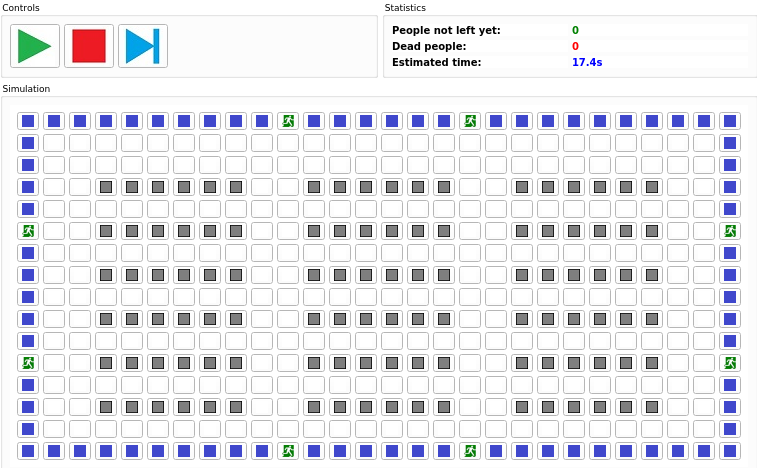 Controls
Statistics
People not left yet: 0
Dead people: 0
Estimated time: 17.4s
Simulation